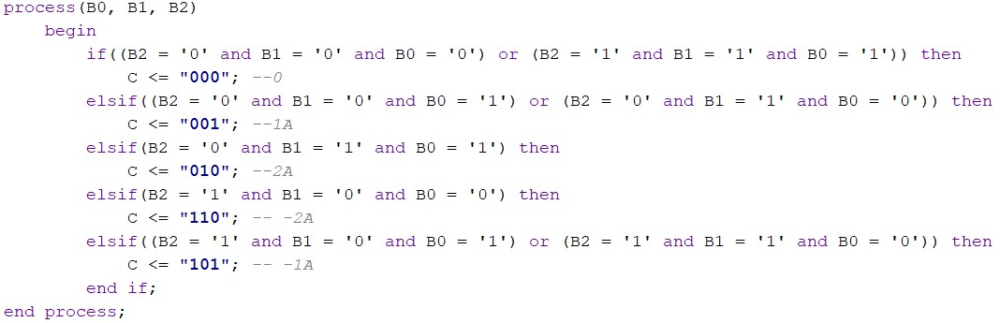 process(B0, B1, B2)
begin
if((B2 = '0' and B1 = '0' and B0 = '0') or (B2 = '1' and B1 = '1' and B0 = '1')) then
C <= "000"; --0
elsif((B2 = '0' and B1 = '0' and B0 = '1') or (B2 = '0' and B1 = '1' and B0 = '0')) then
C <= "001"; --1A
elsif(B2 = '0' and B1 = '1' and B0 = '1') then
C <= "010"; --2A
elsif(B2 = '1' and B1 = '0' and B0 = '0') then
C <= "110"; -- -2A
elsif((B2 = '1' and B1 = '0' and B0 = '1') or (B2 = '1' and B1 = '1' and B0 = '0')) then
C <= "101"; -- -1A
end if;
end process;